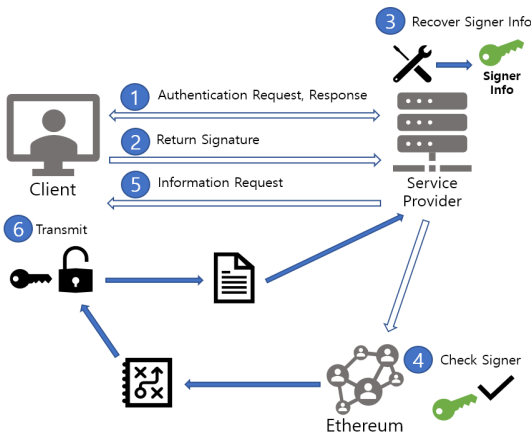 3 Recover Signer Info
Signer
Info
1 Authentication Request, Response
2 Return Signature
5 Information Request
Client
Service
Provider
6 Transmit
4 Check Signer
Ethereum